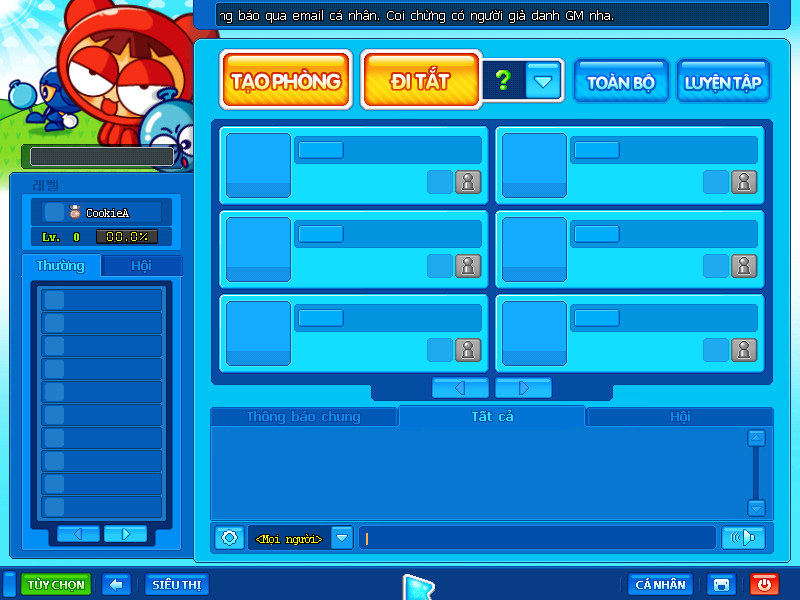 ng báo qua email cá nhân. Coi chừng có người giả danh GM nha.
TẠO PHÒNG
ĐI TẮT
?
TOÀN BỘ
LUYỆN TẬP
레벨
CookieA
Lv. 0 00.0%
Thường
Hội
Thông báo chung
Tất cả
Hội
<Mọi người>
TÙY CHỌN
SIÊU THỊ
CÁ NHÂN